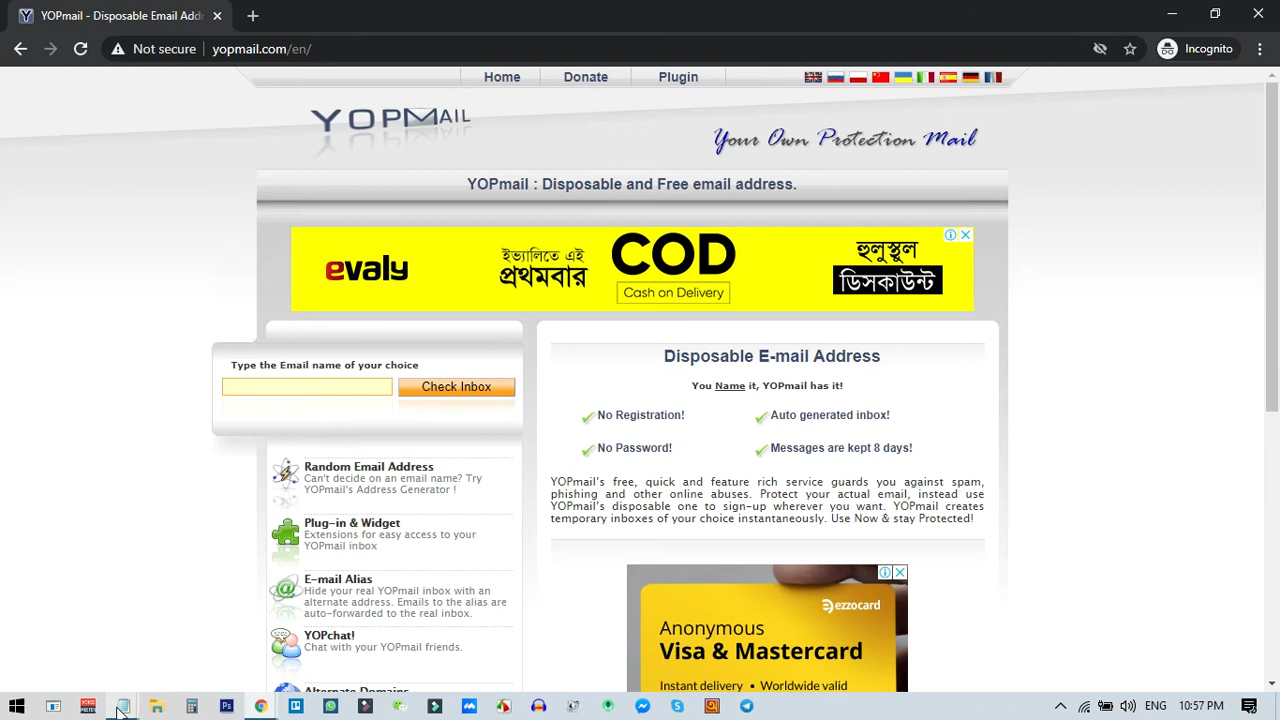 YOPmail - Disposable Email Addr
Not secure yopmail.com/en/
Incognito
Home Donate Plugin
YOPMAIL
Your Own Protection Mail
YOPmail : Disposable and Free email address.
evaly
ইভ্যালিতে এই
প্রথমবার
COD
Cash on Delivery
হুলুস্থুল
ডিসকাউন্ট
Type the Email name of your choice
Check Inbox
Random Email Address
Can't decide on an email name? Try
YOPmail's Address Generator !
Plug-in & Widget
Extensions for easy access to your
YOPmail inbox
E-mail Alias
Hide your real YOPmail inbox with an
alternate address. Emails to the alias are
auto-forwarded to the real inbox.
YOPchat!
Chat with your YOPmail friends.
Alternate Domains
Disposable E-mail Address
You Name it, YOPmail has it!
No Registration! Auto generated inbox!
No Password! Messages are kept 8 days!
YOPmail's free, quick and feature rich service guards you against spam,
phishing and other online abuses. Protect your actual email, instead use
YOPmail's disposable one to sign-up wherever you want. YOPmail creates
temporary inboxes of your choice instantaneously. Use Now & stay Protected!
ezzocard
Anonymous
Visa & Mastercard
Instant delivery • Worldwide valid
ENG 10:57 PM